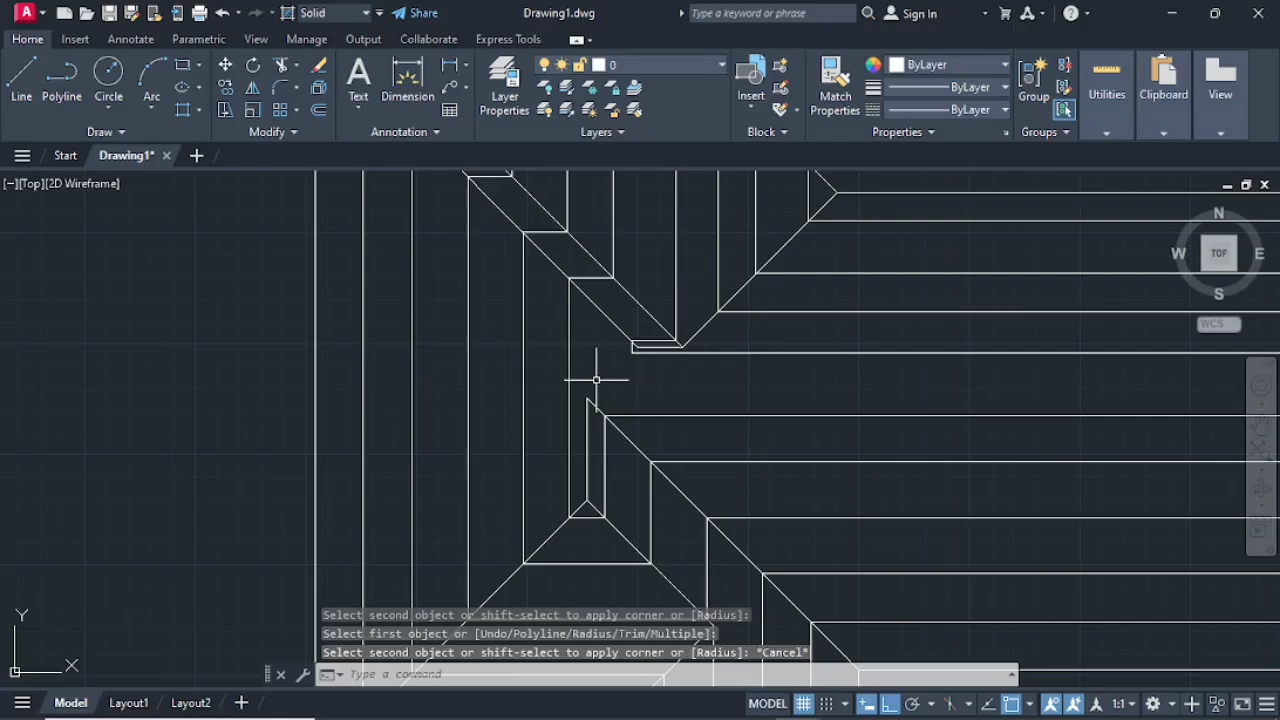 A
Solid
Share
Drawing1.dwg
Type a keyword or phrase
Sign In
Home Insert Annotate Parametric View Manage Output Collaborate Express Tools
Line Polyline Circle Arc
Draw
Modify
A Text Dimension
Annotation
Layer Properties
0
Layers
Insert
Block
Match Properties
ByLayer
ByLayer
ByLayer
Properties
Group
Groups
Utilities
Clipboard
View
Start Drawing1*
[−][Top][2D Wireframe]
N
W TOP E
S
WCS
Y
X
Select second object or shift-select to apply corner or [Radius]:
Select first object or [Undo/Polyline/Radius/Trim/Multiple]:
Select second object or shift-select to apply corner or [Radius]: *Cancel*
Type a command
Model Layout1 Layout2
MODEL
1:1